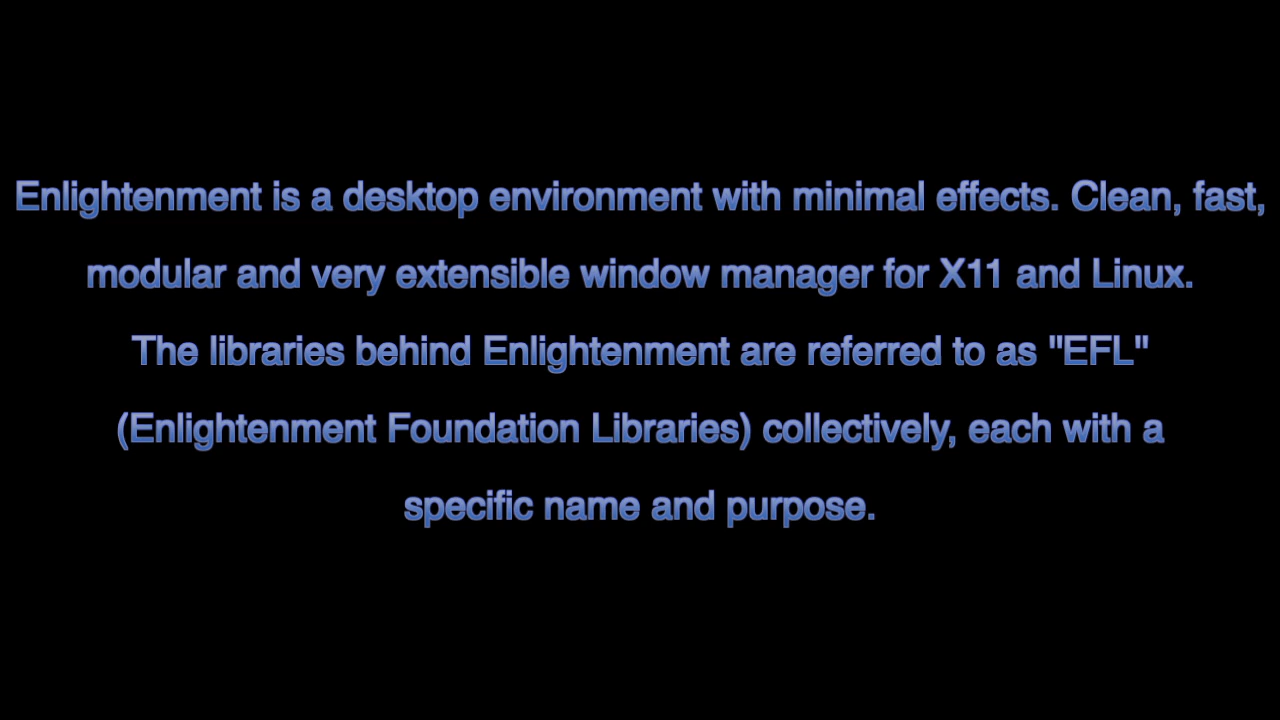 Enlightenment is a desktop environment with minimal effects. Clean, fast,
modular and very extensible window manager for X11 and Linux.
The libraries behind Enlightenment are referred to as "EFL"
(Enlightenment Foundation Libraries) collectively, each with a
specific name and purpose.